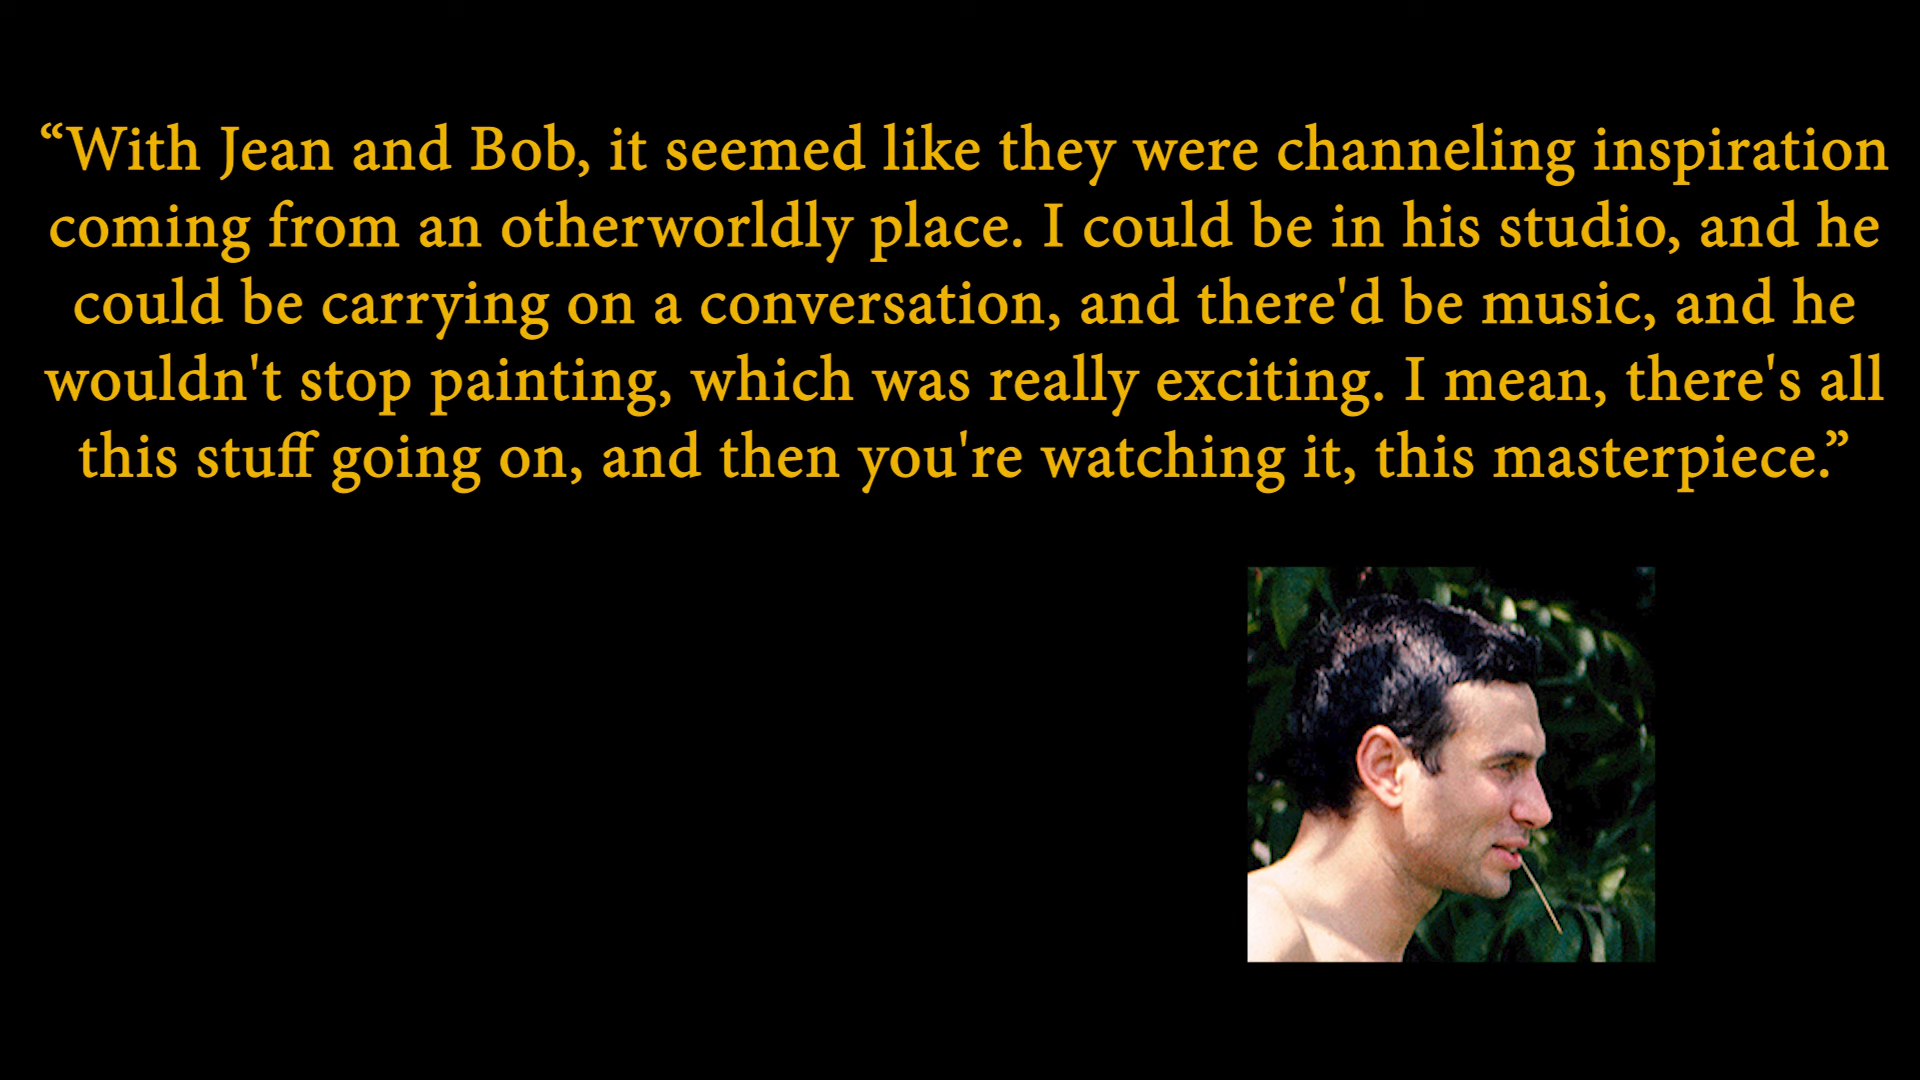 “With Jean and Bob, it seemed like they were channeling inspiration
coming from an otherworldly place. I could be in his studio, and he
could be carrying on a conversation, and there'd be music, and he
wouldn't stop painting, which was really exciting. I mean, there's all
this stuff going on, and then you're watching it, this masterpiece.”